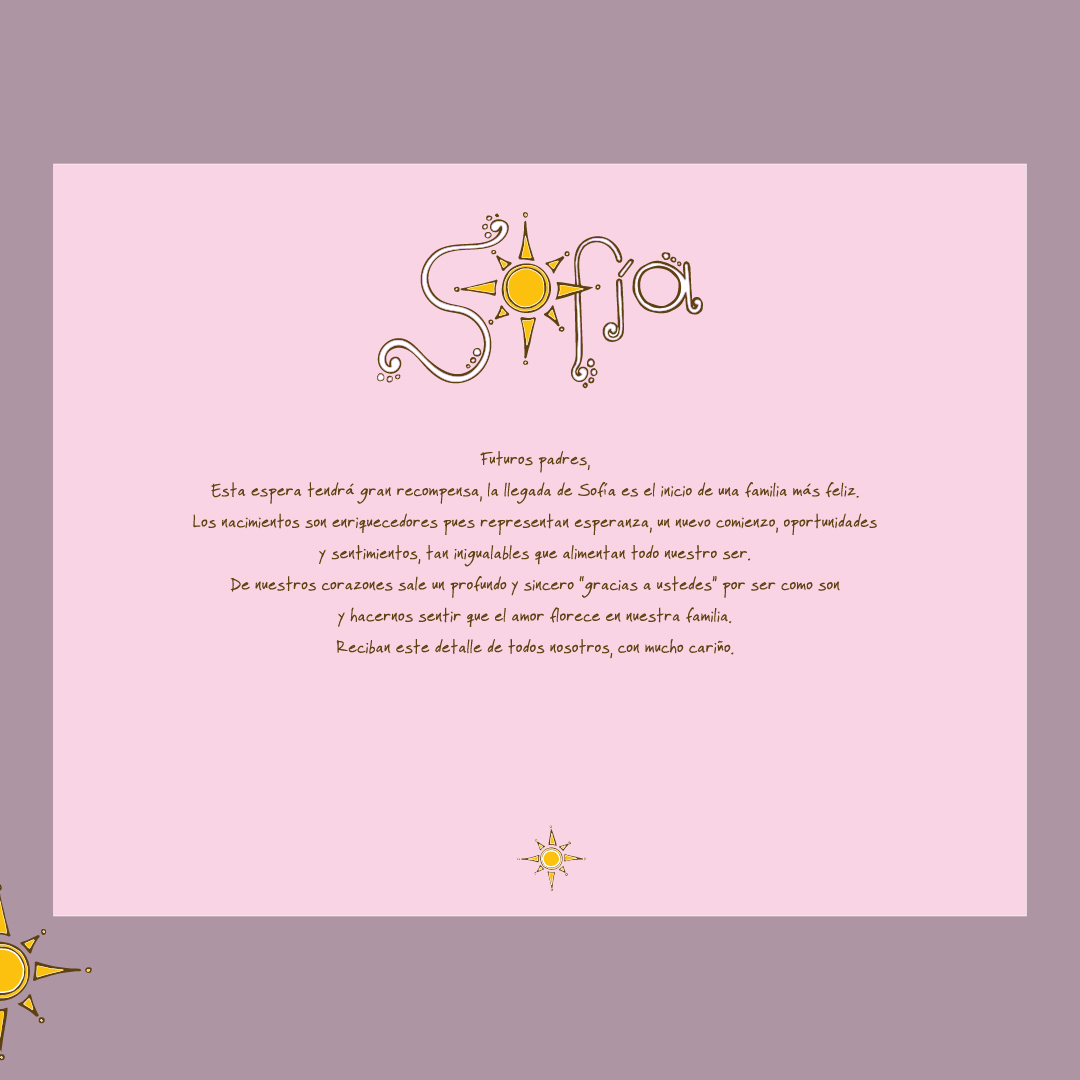 Sofía
Futuros padres,
Esta espera tendrá gran recompensa, la llegada de Sofía es el inicio de una familia más feliz.
Los nacimientos son enriquecedores pues representan esperanza, un nuevo comienzo, oportunidades
y sentimientos, tan inigualables que alimentan todo nuestro ser.
De nuestros corazones sale un profundo y sincero "gracias a ustedes" por ser como son
y hacernos sentir que el amor florece en nuestra familia.
Reciban este detalle de todos nosotros, con mucho cariño.